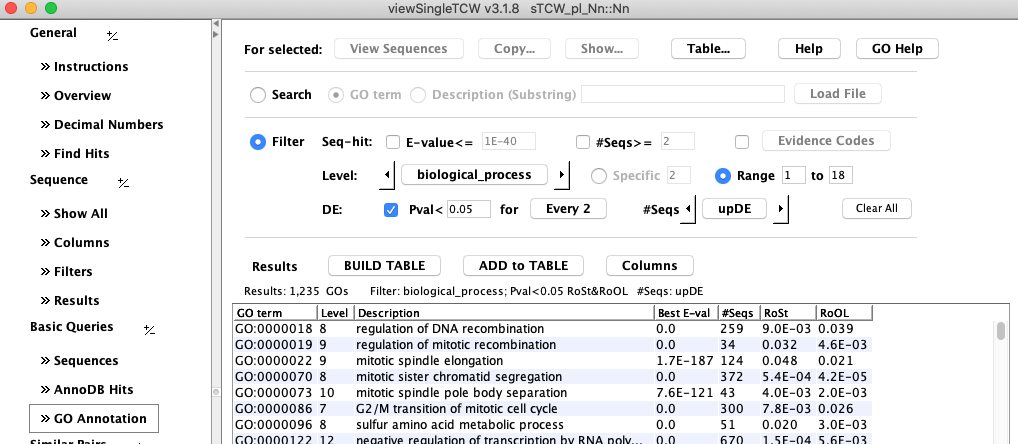 viewSingleTCW v3.1.8 sTCW_pl_Nn::Nn
General +/-
» Instructions
» Overview
» Decimal Numbers
» Find Hits
Sequence +/-
» Show All
» Columns
» Filters
» Results
Basic Queries +/-
» Sequences
» AnnoDB Hits
» GO Annotation
Similar Pairs
For selected: View Sequences Copy... Show... Table... Help GO Help
Search GO term Description (Substring) Load File
Filter Seq-hit: E-value<= 1E-40 #Seqs>= 2 Evidence Codes
Level: biological_process Specific 2 Range 1 to 18
DE: Pval< 0.05 for Every 2 #Seqs upDE Clear All
Results BUILD TABLE ADD to TABLE Columns
Results: 1,235 GOs Filter: biological_process; Pval<0.05 RoSt&RoOL #Seqs: upDE
GO term Level Description Best E-val #Seqs RoSt RoOL
GO:0000018 8 regulation of DNA recombination 0.0 259 9.0E-03 0.039
GO:0000019 9 regulation of mitotic recombination 0.0 34 0.032 4.6E-03
GO:0000022 9 mitotic spindle elongation 1.7E-187 124 0.048 0.021
GO:0000070 8 mitotic sister chromatid segregation 0.0 372 5.4E-04 4.2E-05
GO:0000073 10 mitotic spindle pole body separation 7.6E-121 43 4.0E-03 2.0E-03
GO:0000086 7 G2/M transition of mitotic cell cycle 0.0 300 7.8E-03 0.026
GO:0000096 8 sulfur amino acid metabolic process 0.0 51 0.020 3.0E-03
GO:0000122 12 negative regulation of transcription by RNA poly... 0.0 670 1.5E-04 5.6E-03